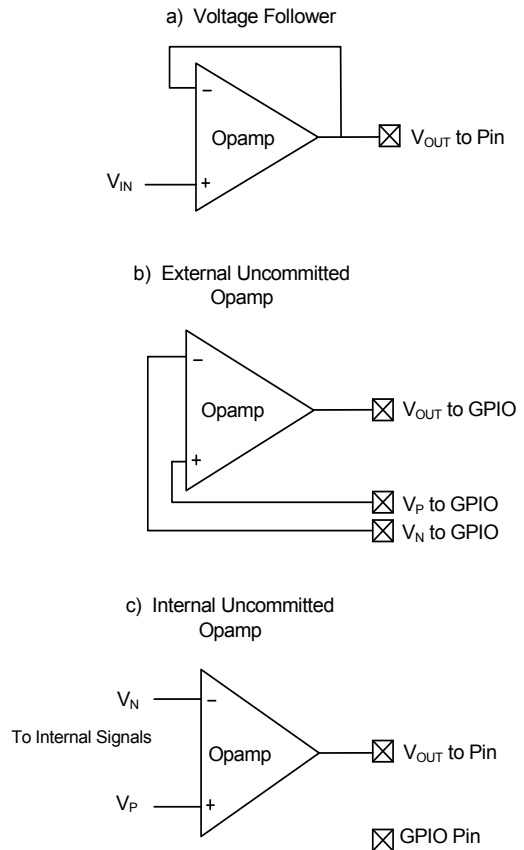 a) Voltage Follower
−
Opamp
V_OUT to Pin
V_IN
+
b) External Uncommitted
Opamp
−
Opamp
V_OUT to GPIO
+
V_P to GPIO
V_N to GPIO
c) Internal Uncommitted
Opamp
V_N
−
To Internal Signals
Opamp
V_OUT to Pin
V_P
+
GPIO Pin